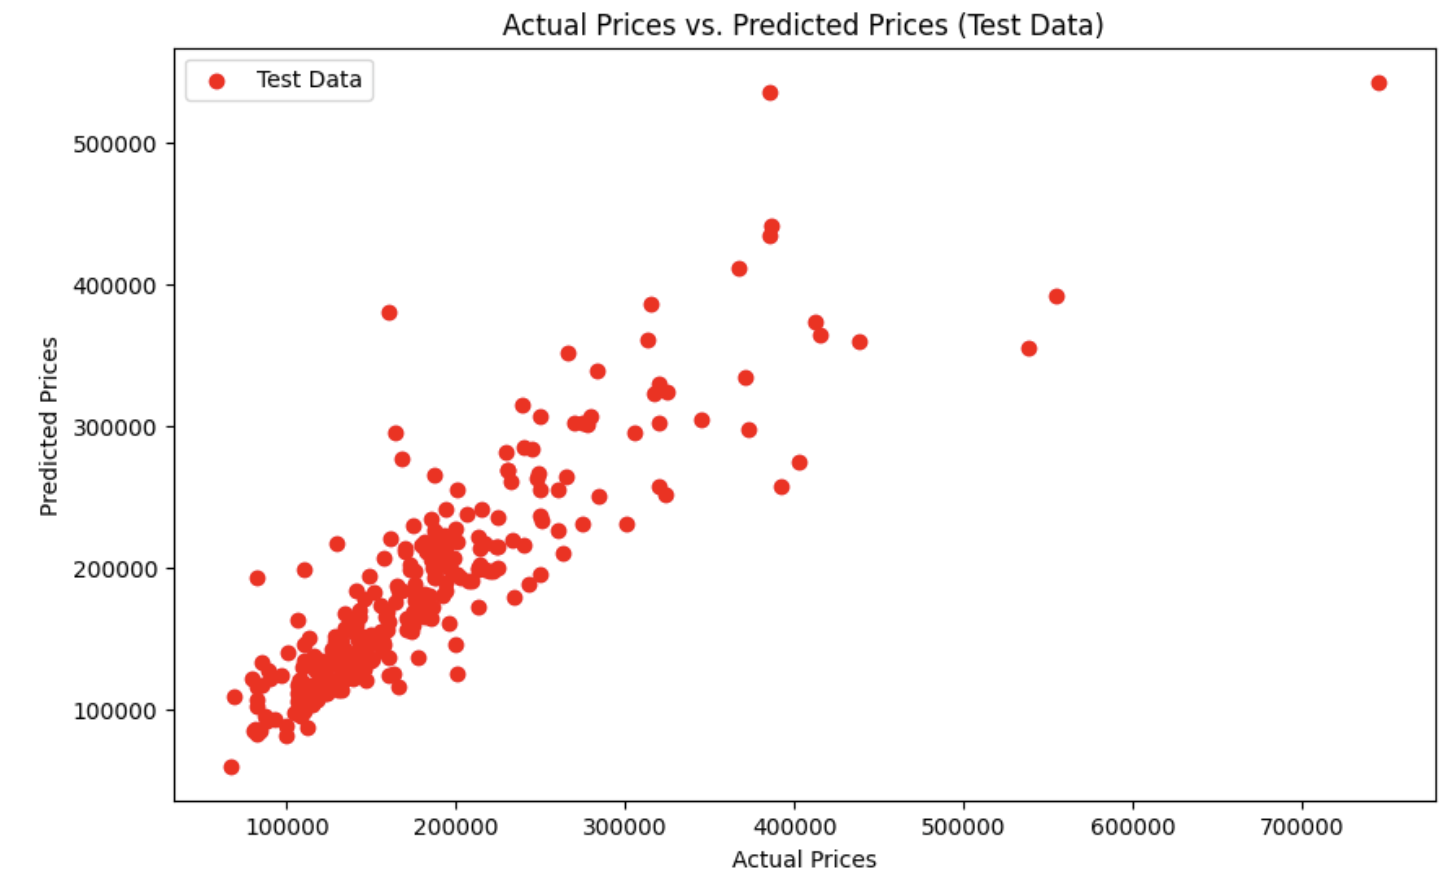 Actual Prices vs. Predicted Prices (Test Data)
Test Data
Predicted Prices
500000
400000
300000
200000
100000
100000 200000 300000 400000 500000 600000 700000
Actual Prices